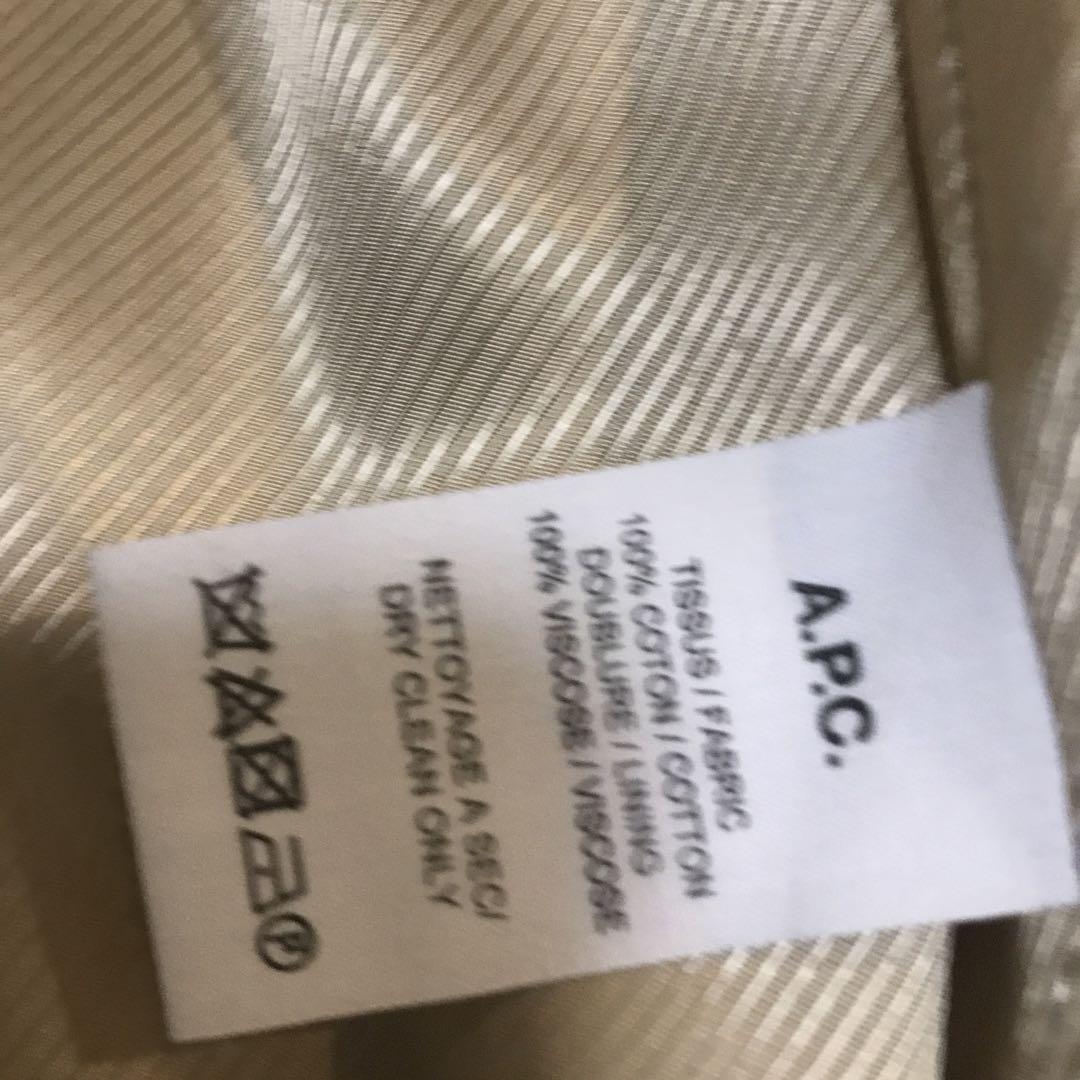 A.P.C.
TISSUS / FABRIC
100% COTON / COTTON
DOUBLURE / LINING
100% VISCOSE / VISCOSE
NETTOYAGE A SEC/
DRY CLEAN ONLY
P